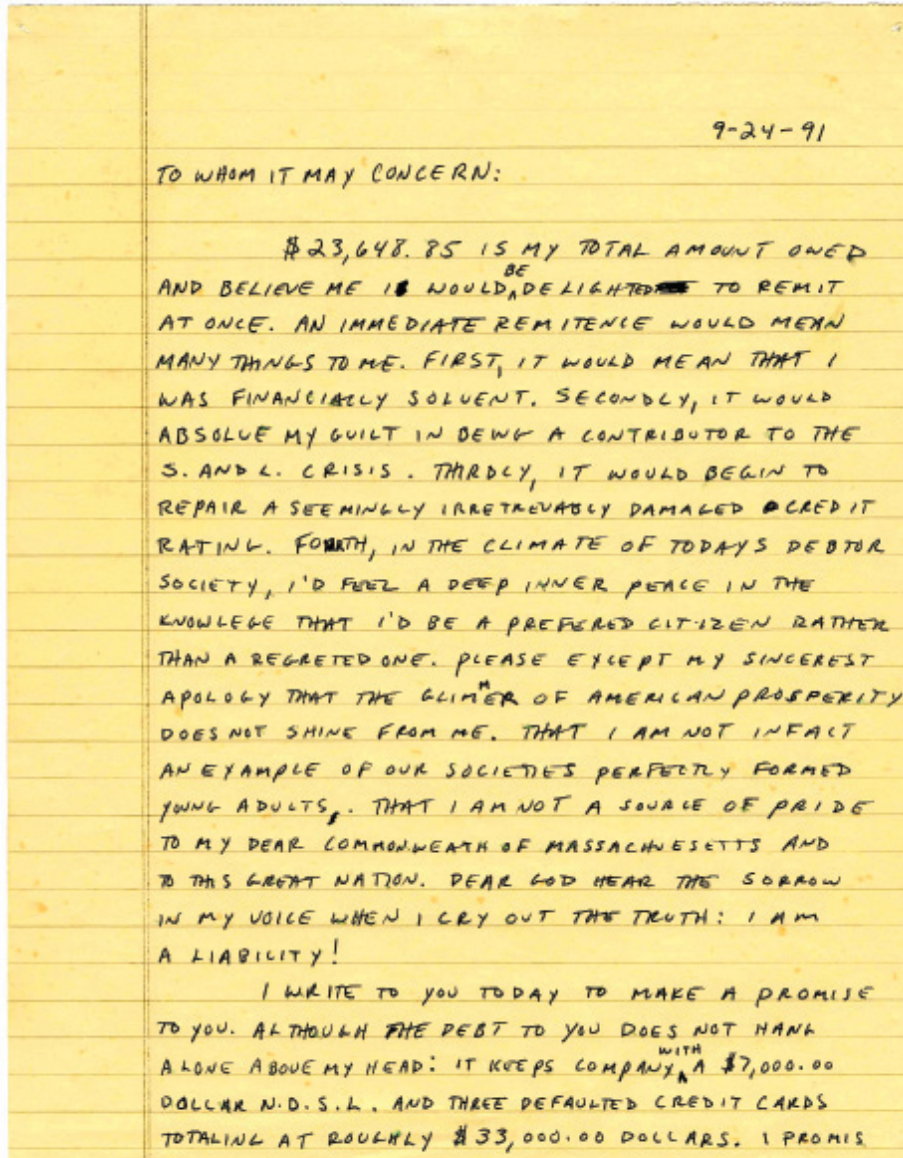 9-24-91
TO WHOM IT MAY CONCERN:
$23,648.85 IS MY TOTAL AMOUNT OWED
AND BELIEVE ME I WOULD BE DELIGHTED TO REMIT
AT ONCE. AN IMMEDIATE REMITENCE WOULD MEAN
MANY THINGS TO ME. FIRST, IT WOULD MEAN THAT I
WAS FINANCIALLY SOLVENT. SECONDLY, IT WOULD
ABSOLVE MY GUILT IN BEING A CONTRIBUTOR TO THE
S. AND L. CRISIS. THIRDLY, IT WOULD BEGIN TO
REPAIR A SEEMINGLY IRRETREVABLY DAMAGED CREDIT
RATING. FOURTH, IN THE CLIMATE OF TODAYS DEBTOR
SOCIETY, I'D FEEL A DEEP INNER PEACE IN THE
KNOWLEGE THAT I'D BE A PREFERED CITIZEN RATHER
THAN A REGRETED ONE. PLEASE EXCEPT MY SINCEREST
APOLOGY THAT THE GLIMMER OF AMERICAN PROSPERITY
DOES NOT SHINE FROM ME. THAT I AM NOT INFACT
AN EXAMPLE OF OUR SOCIETIES PERFECTLY FORMED
YOUNG ADULTS,. THAT I AM NOT A SOURCE OF PRIDE
TO MY DEAR COMMONWEATH OF MASSACHUESETTS AND
TO THIS GREAT NATION. DEAR GOD HEAR THE SORROW
IN MY VOICE WHEN I CRY OUT THE TRUTH: I AM
A LIABILITY!
I WRITE TO YOU TODAY TO MAKE A PROMISE
TO YOU. ALTHOUGH THE DEBT TO YOU DOES NOT HANG
ALONE ABOVE MY HEAD: IT KEEPS COMPANY WITH A $7,000.00
DOLLAR N.D.S.L. AND THREE DEFAULTED CREDIT CARDS
TOTALING AT ROUGHLY $33,000.00 DOLLARS. I PROMIS